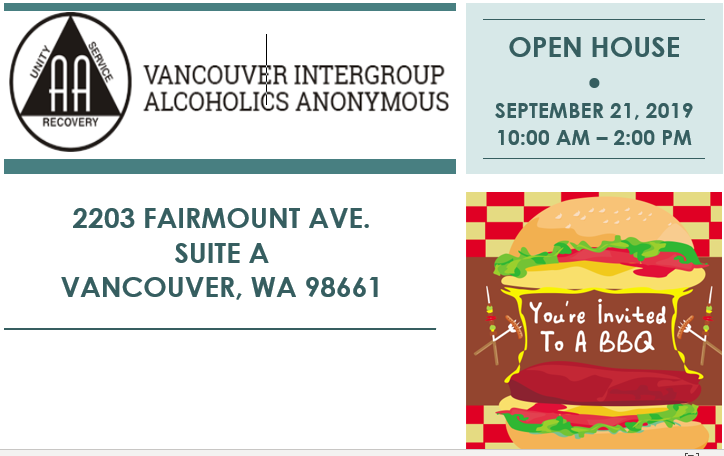 UNITY
SERVICE
AA
RECOVERY
VANCOUVER INTERGROUP
ALCOHOLICS ANONYMOUS
OPEN HOUSE
•
SEPTEMBER 21, 2019
10:00 AM – 2:00 PM
2203 FAIRMOUNT AVE.
SUITE A
VANCOUVER, WA 98661
You're Invited
To A BBQ